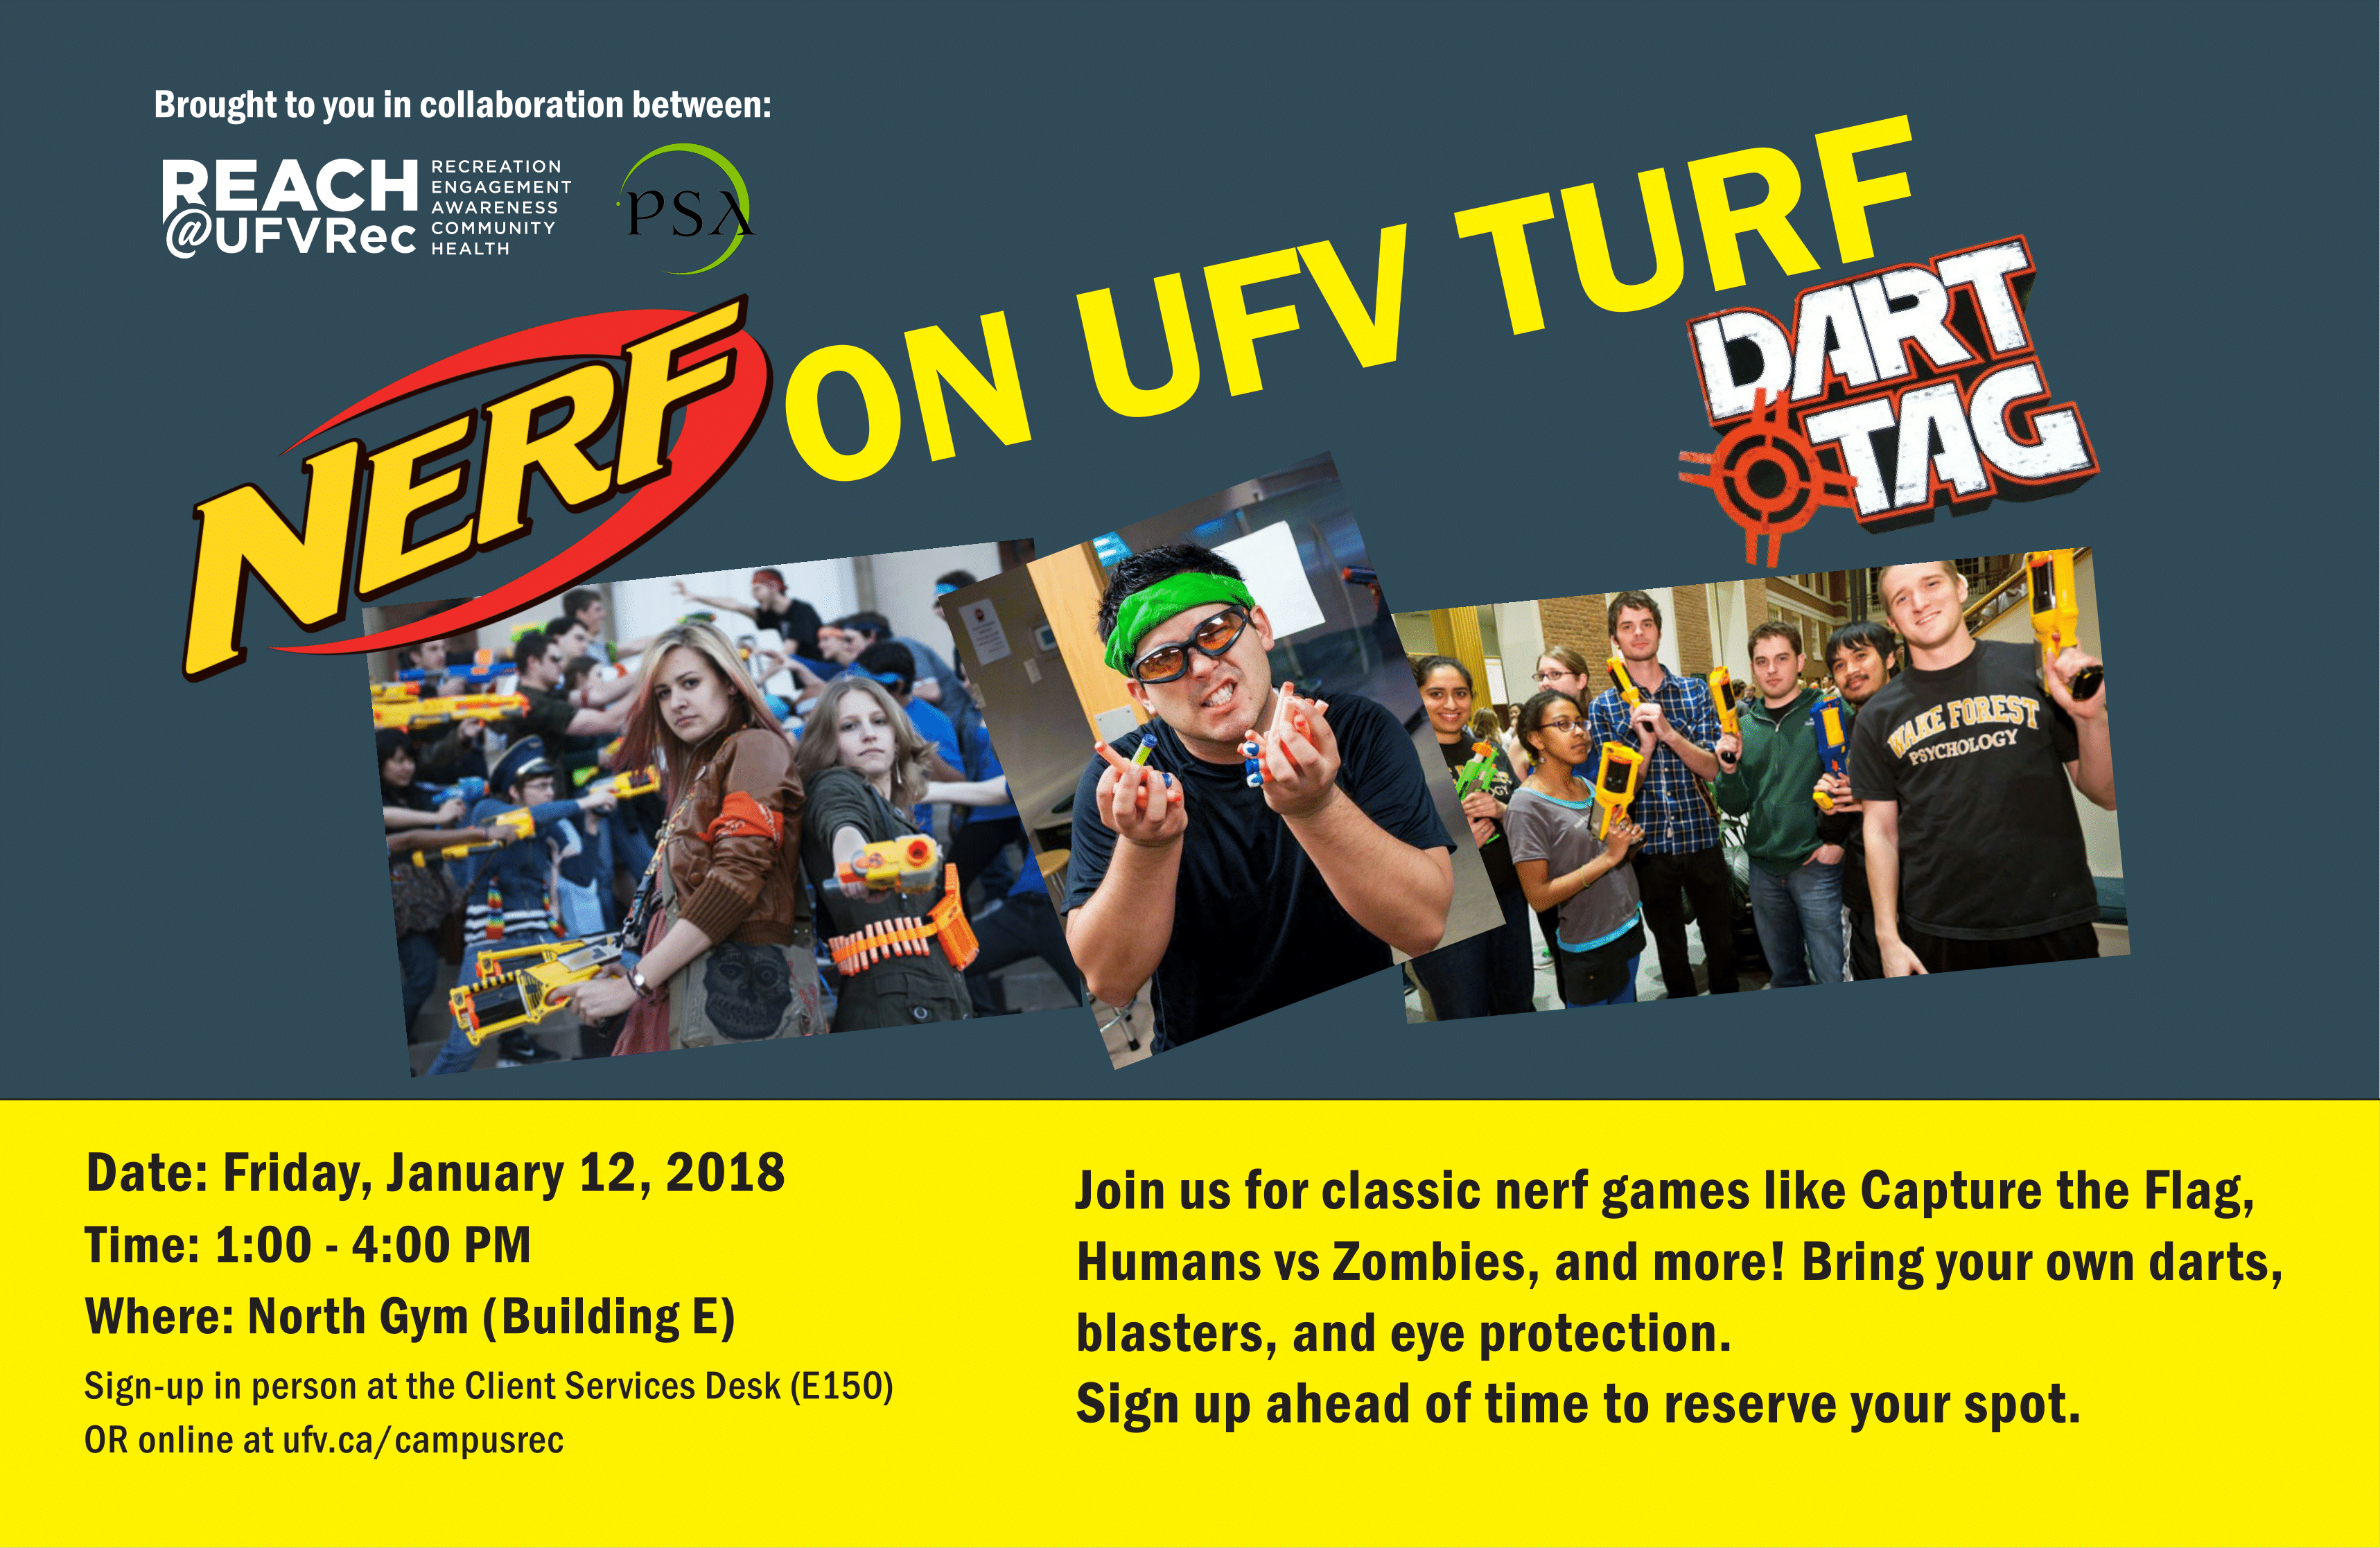 Brought to you in collaboration between:
REACH
@UFVRec
RECREATION
ENGAGEMENT
AWARENESS
COMMUNITY
HEALTH
PSA
NERF
ON UFV TURF
DART
TAG
WAKE FOREST
PSYCHOLOGY
Date: Friday, January 12, 2018
Time: 1:00 - 4:00 PM
Where: North Gym (Building E)
Sign-up in person at the Client Services Desk (E150)
OR online at ufv.ca/campusrec
Join us for classic nerf games like Capture the Flag,
Humans vs Zombies, and more! Bring your own darts,
blasters, and eye protection.
Sign up ahead of time to reserve your spot.